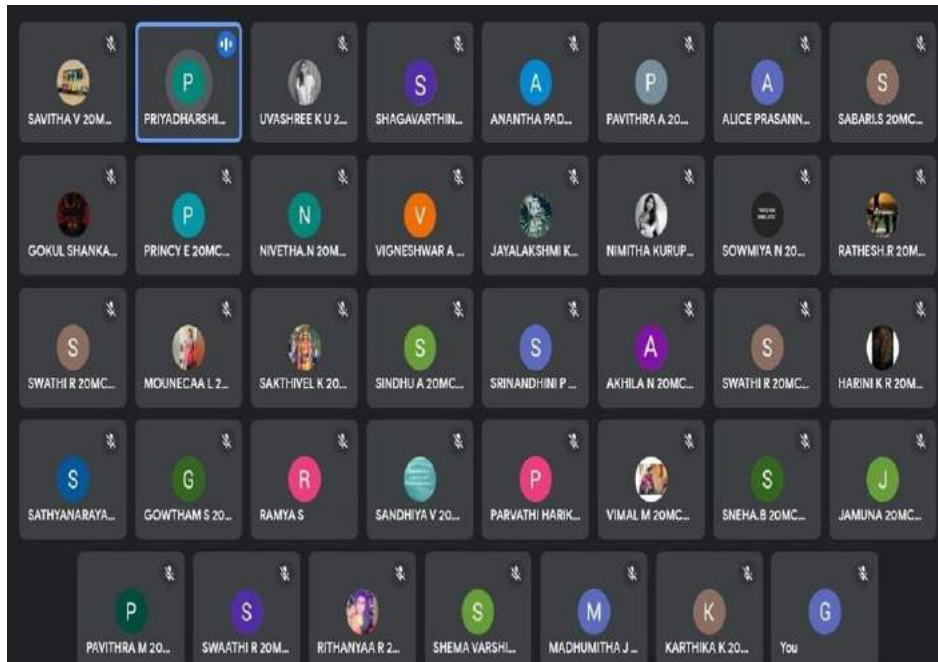 SAVITHA V 20M...
P
PRIYADHARSHI...
UVASHREE K U 2...
S
SHAGAVARTHIN...
A
ANANTHA PAD...
P
PAVITHRA A 20...
A
ALICE PRASANN...
S
SABARI.S 20MC...
GOKUL SHANKA...
P
PRINCY E 20MC...
N
NIVETHA.N 20M...
V
VIGNESHWAR A ...
JAYALAKSHMI K...
NIMITHA KURUP...
SOWMIYA N 20...
RATHESH.R 20M...
S
SWATHI R 20MC...
MOUNECAA L 2...
SAKTHIVEL K 20...
S
SINDHU A 20MC...
S
SRINANDHINI P ...
A
AKHILA N 20MC...
S
SWATHI R 20MC...
HARINI K R 20M...
S
SATHYANARAYA...
G
GOWTHAM S 20...
R
RAMYA S
SANDHIYA V 20...
P
PARVATHI HARIK...
VIMAL M 20MC...
S
SNEHA.B 20MC...
J
JAMUNA 20MC...
P
PAVITHRA M 20...
S
SWAATHI R 20M...
RITHANYAA R 2...
S
SHEMA VARSHI...
M
MADHUMITHA J ...
K
KARTHIKA K 20...
G
You